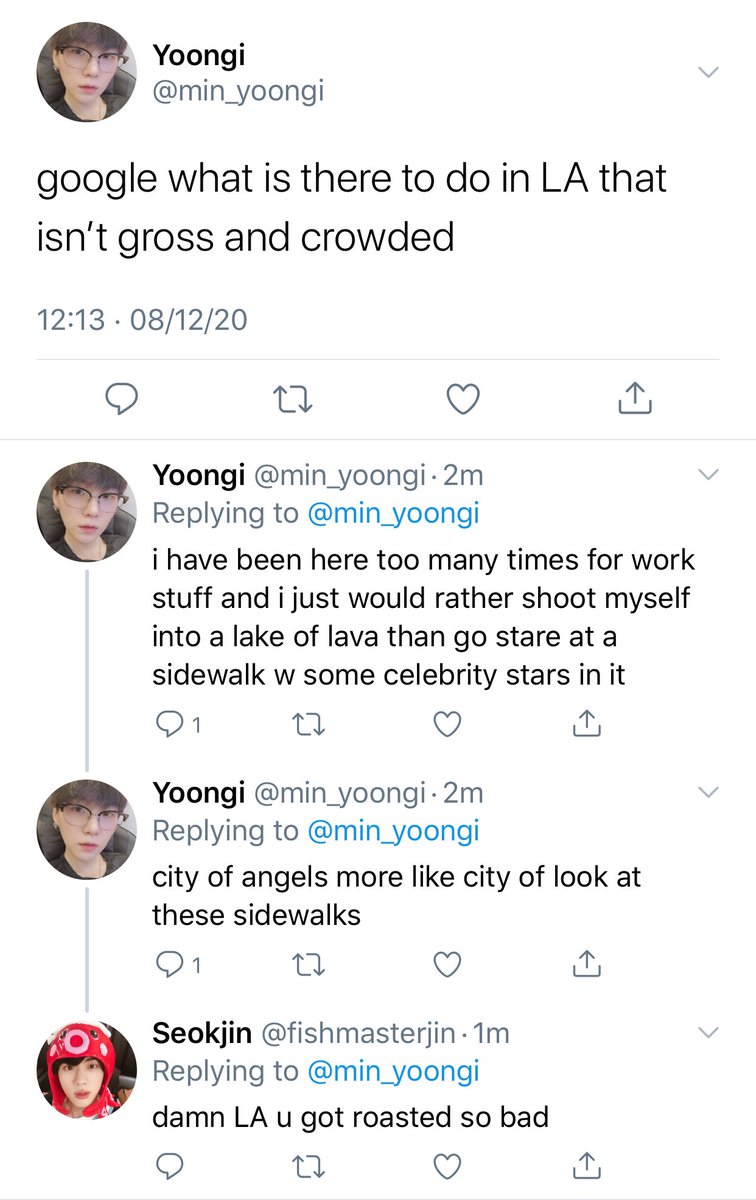 Yoongi
@min_yoongi
google what is there to do in LA that
isn’t gross and crowded
12:13 · 08/12/20
Yoongi @min_yoongi · 2m
Replying to @min_yoongi
i have been here too many times for work
stuff and i just would rather shoot myself
into a lake of lava than go stare at a
sidewalk w some celebrity stars in it
1
Yoongi @min_yoongi · 2m
Replying to @min_yoongi
city of angels more like city of look at
these sidewalks
1
Seokjin @fishmasterjin · 1m
Replying to @min_yoongi
damn LA u got roasted so bad